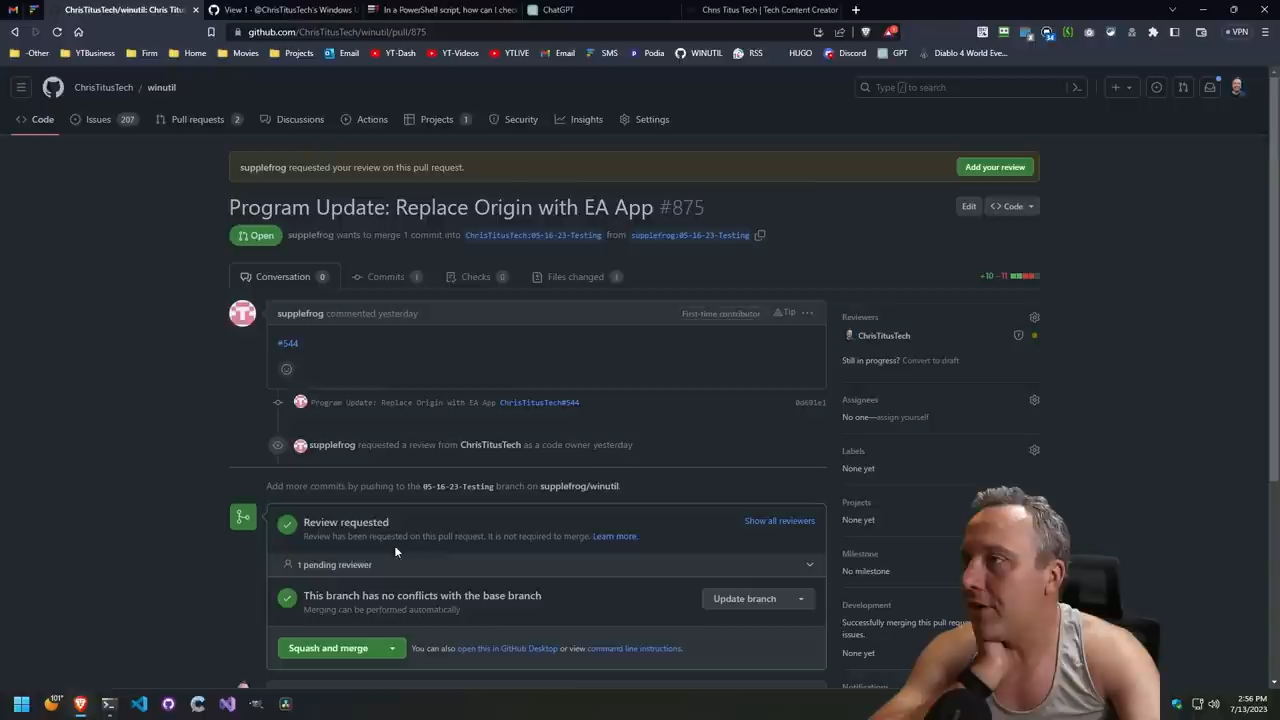 ChrisTitusTech/winutil: Chris Titu
View 1 · @ChrisTitusTech's Windows
In a PowerShell script, how can I check
ChatGPT
Chris Titus Tech | Tech Content Creator
github.com/ChrisTitusTech/winutil/pull/875
VPN
-Other
YTBusiness
Firm
Home
Movies
Projects
YT-Dash
YT-Videos
YTLIVE
Email
SMS
Podia
WINUTIL
RSS
HUGO
Discord
GPT
Diablo 4 World Eve...
ChrisTitusTech / winutil
Type / to search
Code
Issues 207
Pull requests 2
Discussions
Actions
Projects 1
Security
Insights
Settings
supplefrog requested your review on this pull request.
Add your review
Program Update: Replace Origin with EA App #875
Edit
<> Code
Open
supplefrog wants to merge 1 commit into ChrisTitusTech:05-16-23-Testing from supplefrog:05-16-23-Testing
Conversation 0
Commits 1
Checks 0
Files changed 1
+10 −11
supplefrog commented yesterday
First-time contributor
Tip
#544
Program Update: Replace Origin with EA App ChrisTitusTech#544
0d691e1
supplefrog requested a review from ChrisTitusTech as a code owner yesterday
Add more commits by pushing to the 05-16-23-Testing branch on supplefrog/winutil.
Review requested
Review has been requested on this pull request. It is not required to merge. Learn more.
Show all reviewers
1 pending reviewer
This branch has no conflicts with the base branch
Merging can be performed automatically.
Update branch
Squash and merge
You can also open this in GitHub Desktop or view command line instructions.
Reviewers
ChrisTitusTech
Still in progress? Convert to draft
Assignees
No one—assign yourself
Labels
None yet
Projects
None yet
Milestone
No milestone
Development
Successfully merging this pull requ
issues.
None yet
Notifications
101°
2:56 PM
7/13/2023